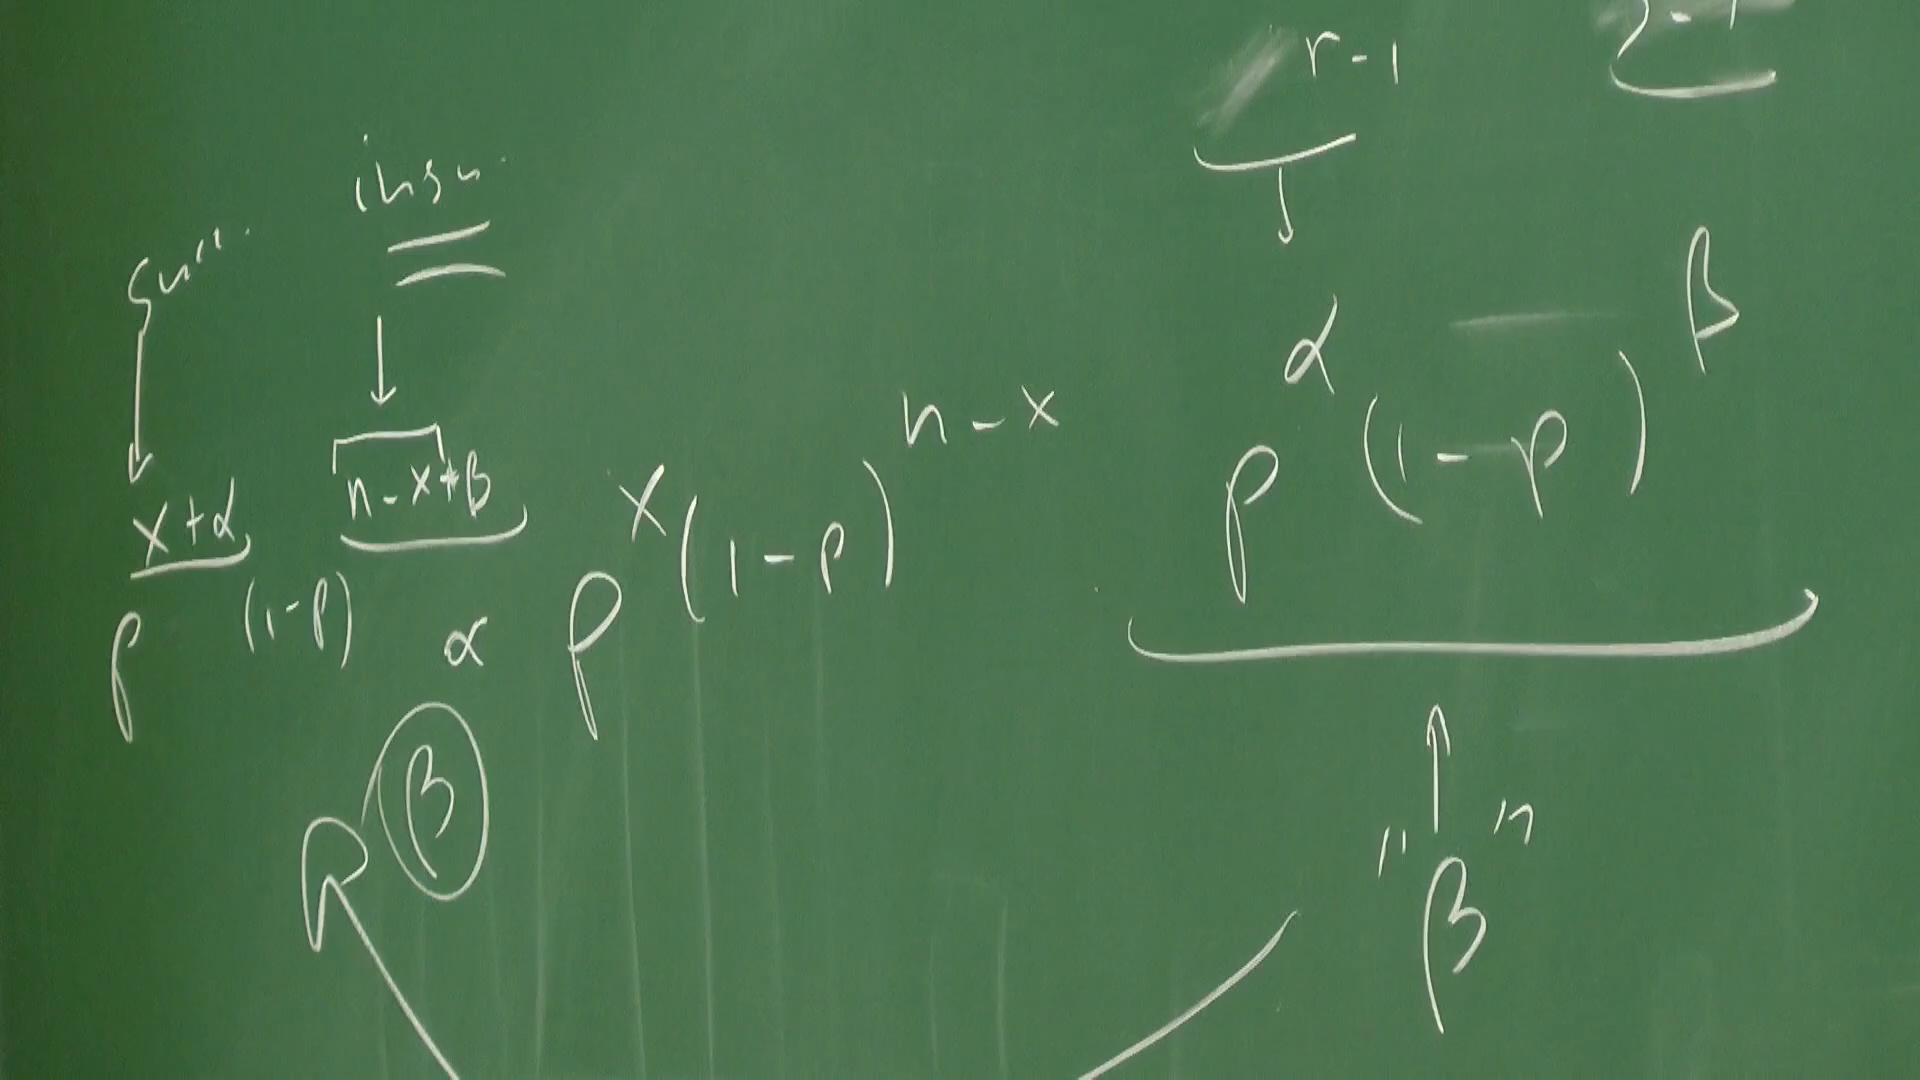 r - 1
insu.
succ.
p^{x+α} (1-p)^{n-x+β} α p^{x} (1-p)^{n-x} p^{α} (1-p)^{β}
β
"β"